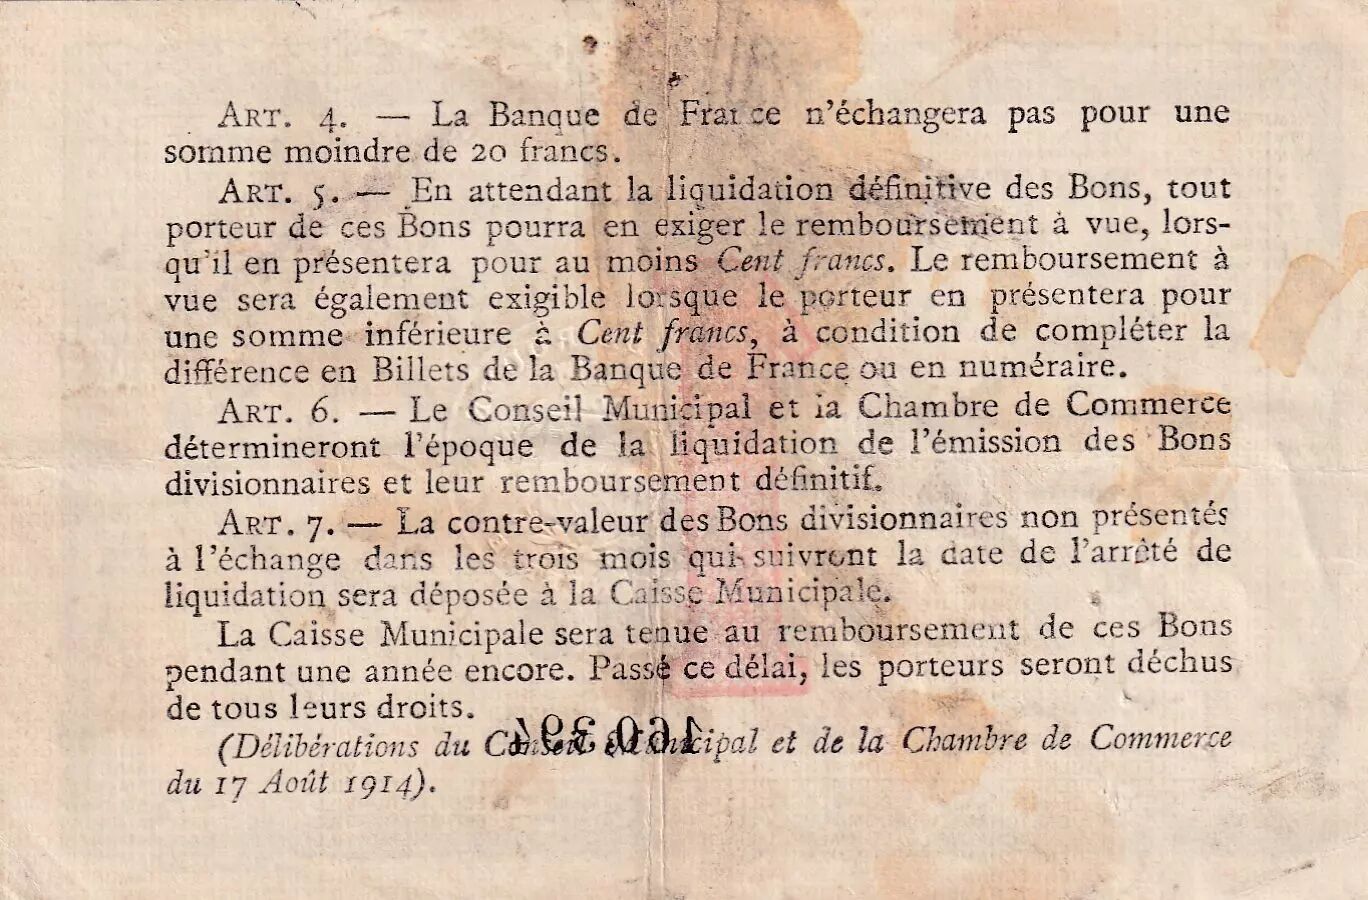 ART. 4. — La Banque de France n'échangera pas pour une
somme moindre de 20 francs.
ART. 5. — En attendant la liquidation définitive des Bons, tout
porteur de ces Bons pourra en exiger le remboursement à vue, lors-
qu'il en présentera pour au moins Cent francs. Le remboursement à
vue sera également exigible lorsque le porteur en présentera pour
une somme inférieure à Cent francs, à condition de compléter la
différence en Billets de la Banque de France ou en numéraire.
ART. 6. — Le Conseil Municipal et la Chambre de Commerce
détermineront l'époque de la liquidation de l'émission des Bons
divisionnaires et leur remboursement définitif.
ART. 7. — La contre-valeur des Bons divisionnaires non présentés
à l'échange dans les trois mois qui suivront la date de l'arrêté de
liquidation sera déposée à la Caisse Municipale.
La Caisse Municipale sera tenue au remboursement de ces Bons
pendant une année encore. Passé ce délai, les porteurs seront déchus
de tous leurs droits.
(Délibérations du Conseil Municipal et de la Chambre de Commerce
du 17 Août 1914).